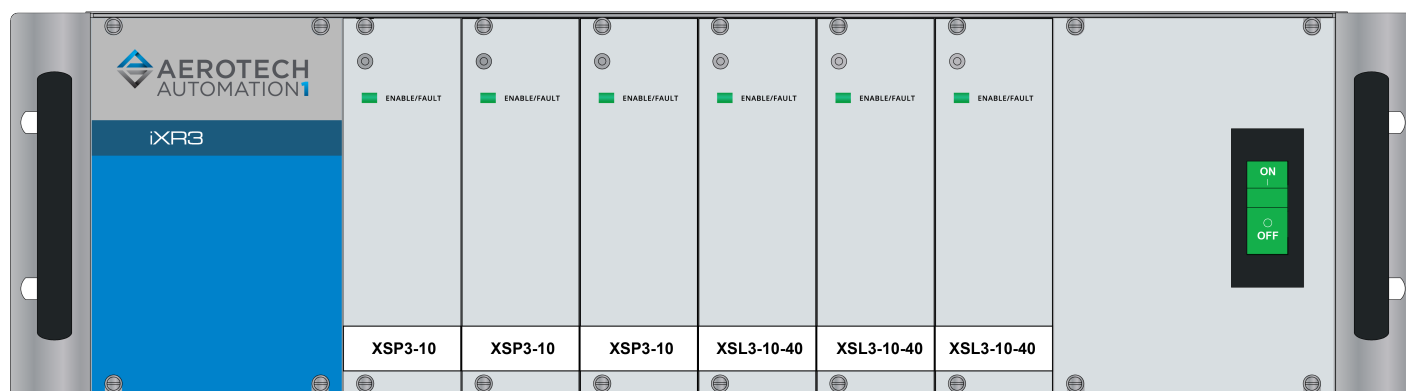 AEROTECH
AUTOMATION1
iXR3
ENABLE/FAULT
ENABLE/FAULT
ENABLE/FAULT
ENABLE/FAULT
ENABLE/FAULT
ENABLE/FAULT
ON
OFF
XSP3-10
XSP3-10
XSP3-10
XSL3-10-40
XSL3-10-40
XSL3-10-40